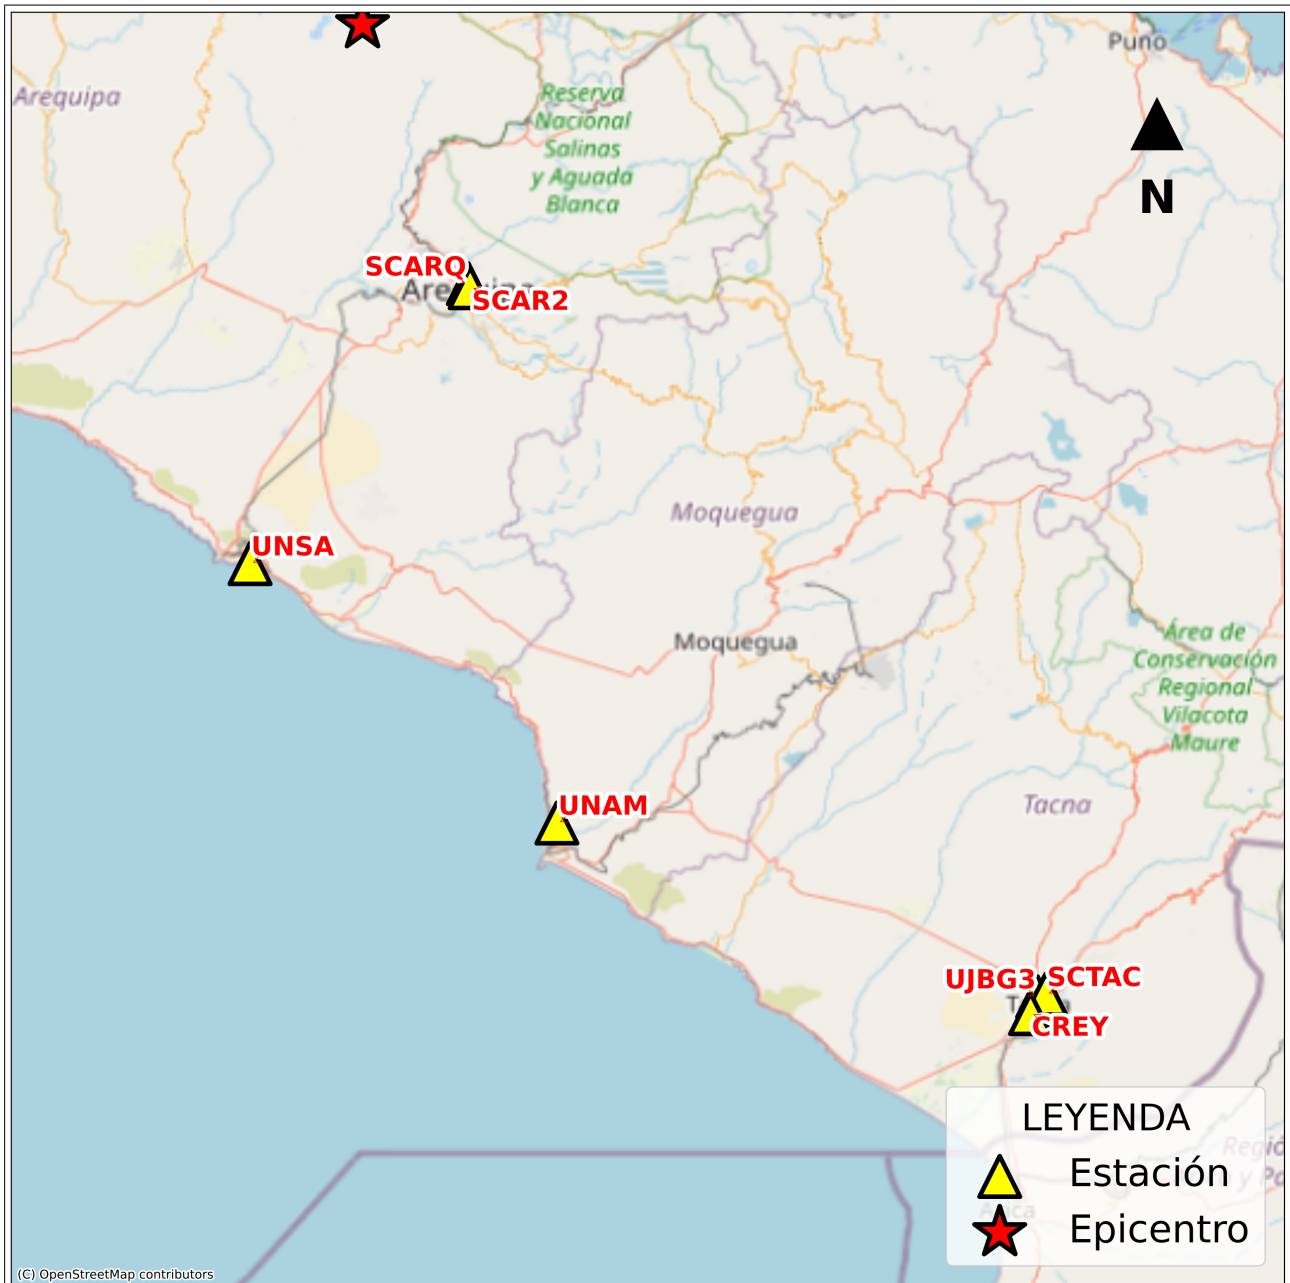 Puno
Arequipa
Reserva
Nacional
Salinas
y Aguada
Blanca
N
SCARQ
SCAR2
Moquegua
UNSA
Moquegua
Área de
Conservación
Regional
Vilacota
Maure
UNAM
Tacna
UJBG3
SCTAC
CREY
LEYENDA
Estación
Epicentro
Arica
(C) OpenStreetMap contributors